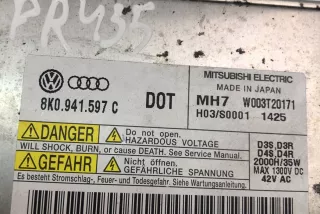 PR435
MITSUBISHI ELECTRIC
MADE IN JAPAN
8K0.941.597 C DOT MH7 W003T20171
H03/S0001 1425
DANGER Do not open. HAZARDOUS VOLTAGE
WILL SHOCK, BURN, or cause DEATH. See Service Manual.
GEFAHR Nicht öffnen. GEFÄHRLICHE SPANNUNG
Es besteht Stromschlag-, Feuer- und Todesgefahr. Siehe Wartungshandbuch.
D3S,D3R
D4S,D4R
2000H/35W
MAX 1300V DC
42V AC